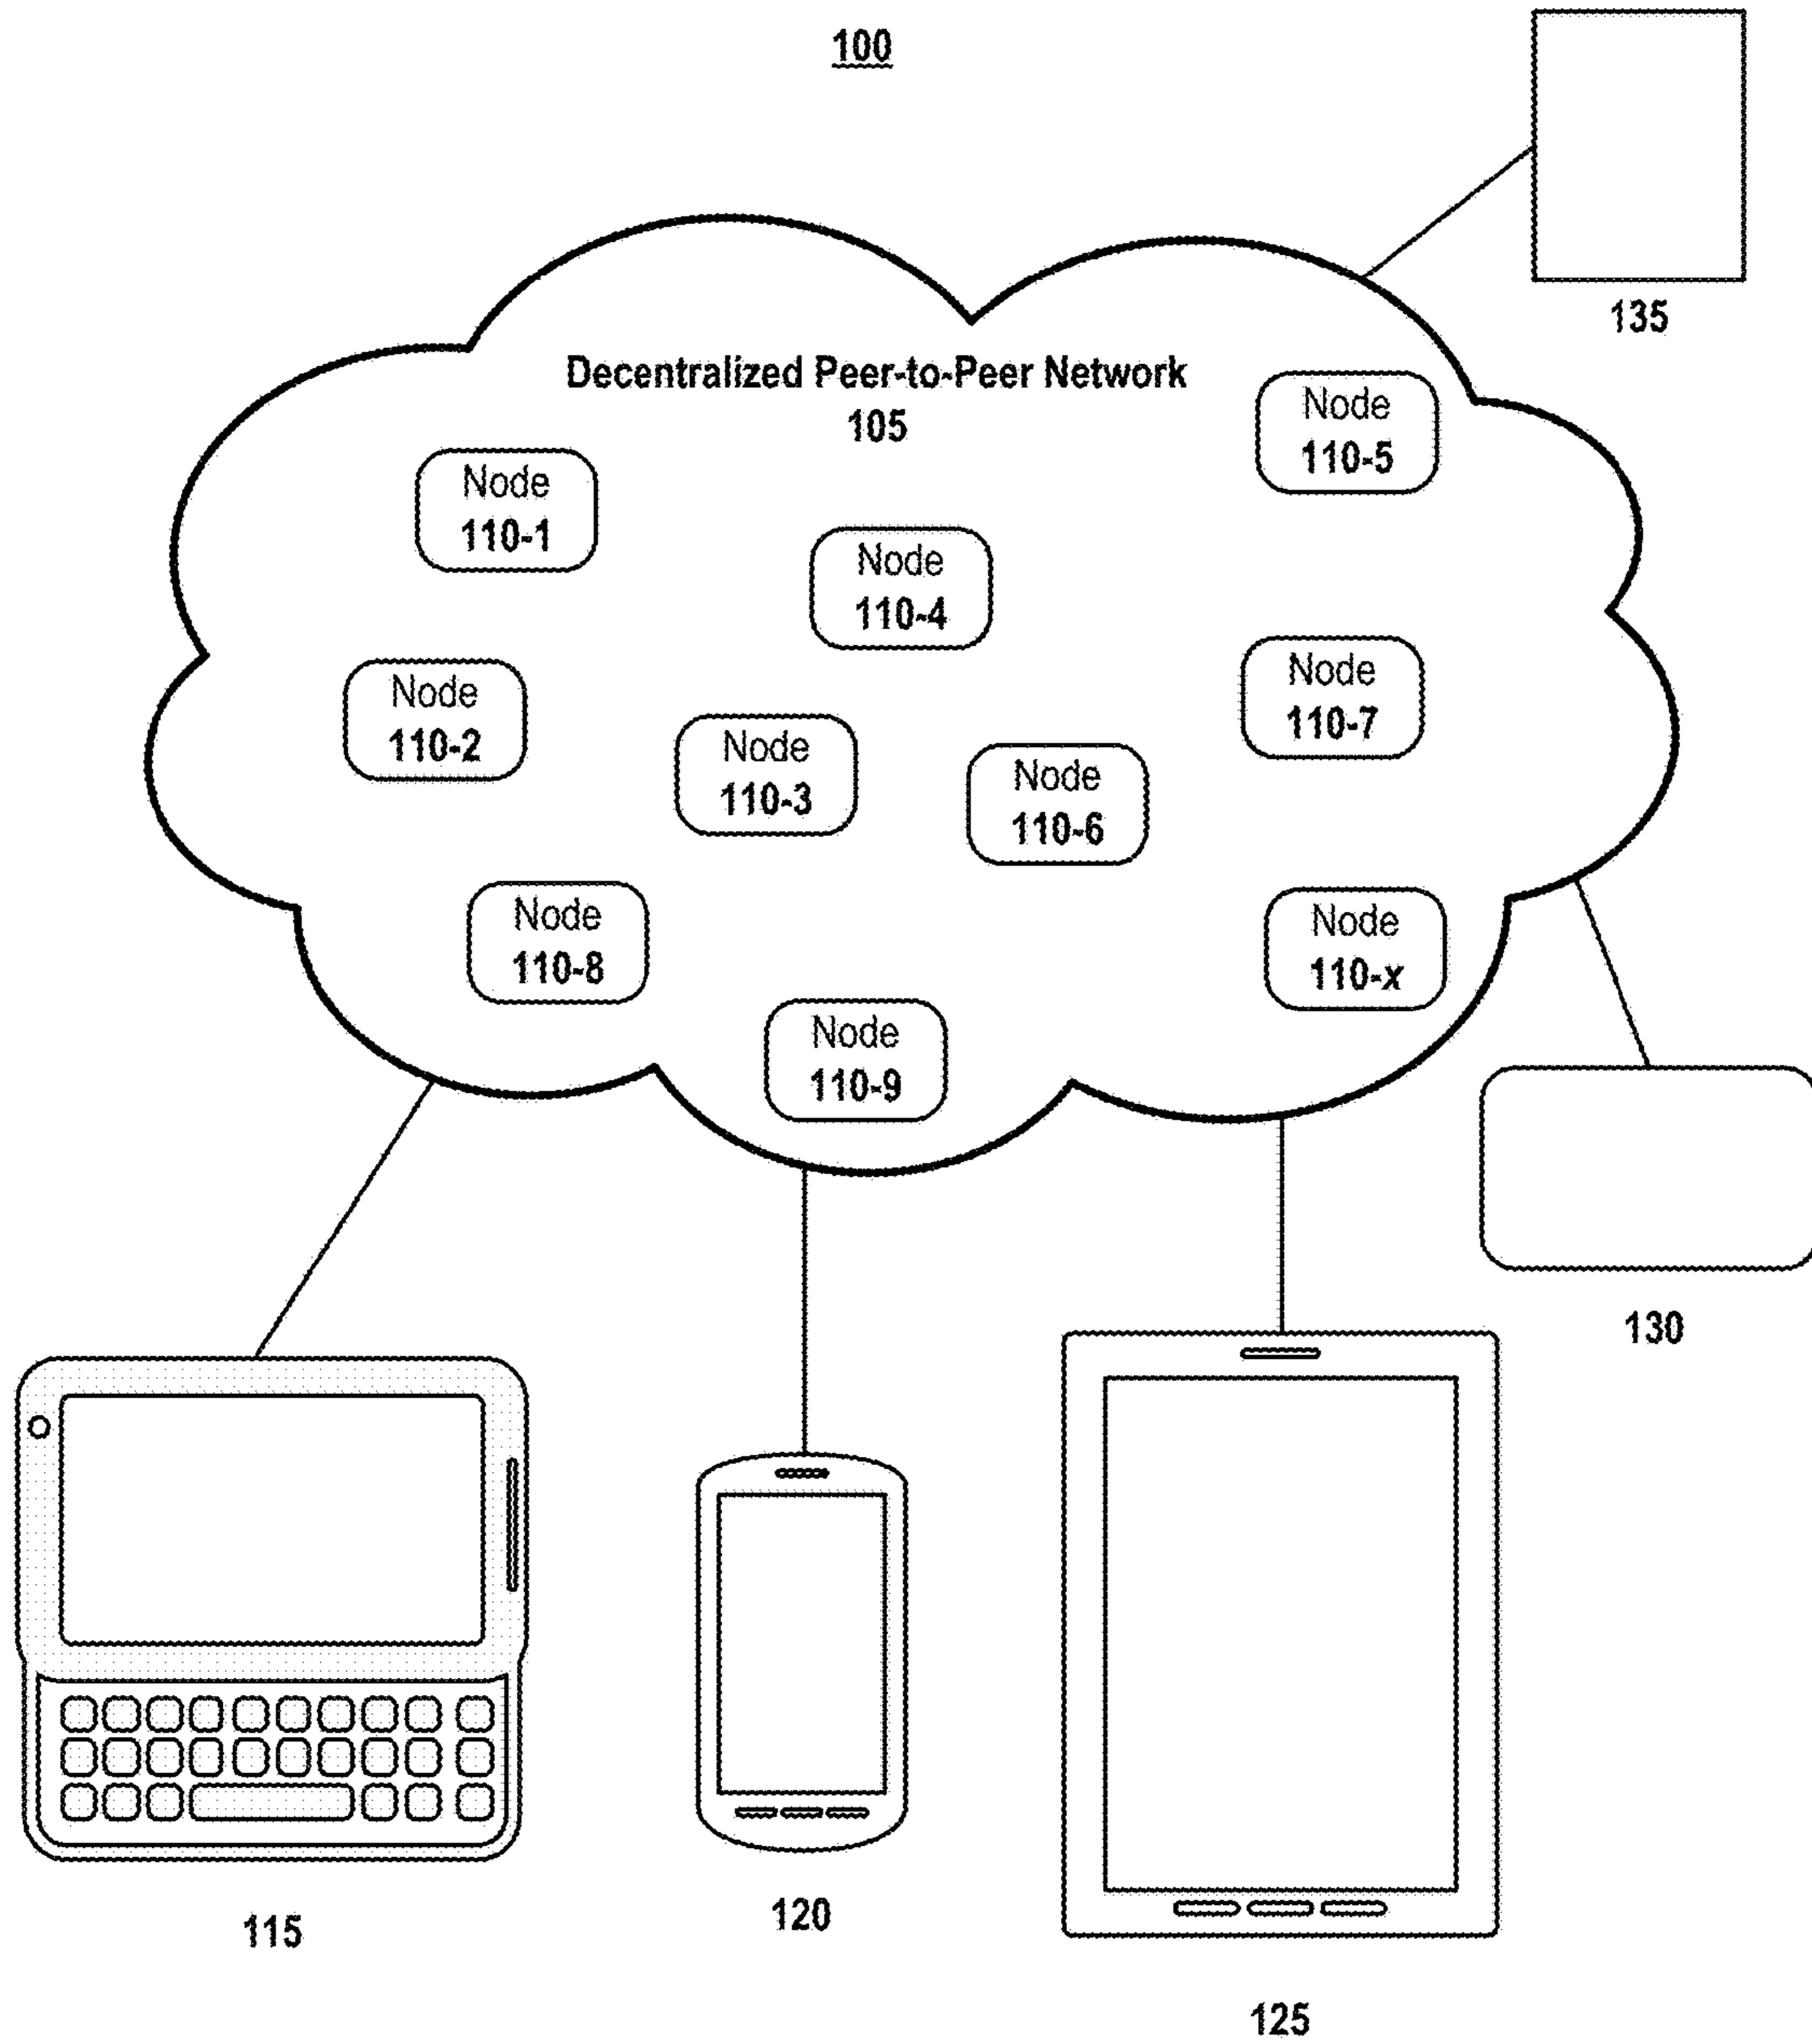 100
135
Decentralized Peer-to-Peer Network
105
Node
110-5
Node
110-1
Node
110-4
Node
110-7
Node
110-2
Node
110-3
Node
110-6
Node
110-8
Node
110-x
Node
110-9
130
115
120
125